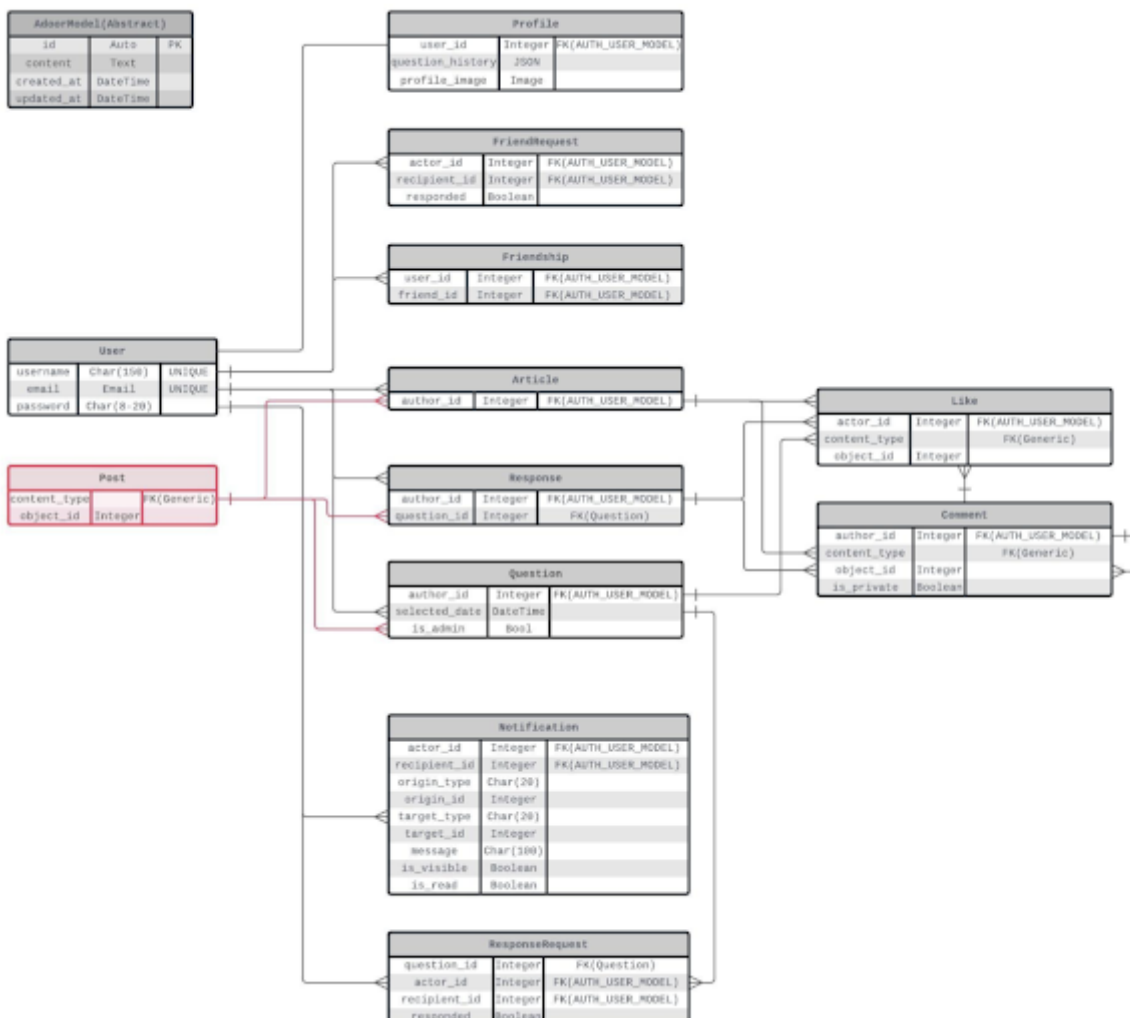 AdoorModel(Abstract)
id Auto PK
content Text
created_at DateTime
updated_at DateTime
Profile
user_id Integer FK(AUTH_USER_MODEL)
question_history JSON
profile_image Image
FriendRequest
actor_id Integer FK(AUTH_USER_MODEL)
recipient_id Integer FK(AUTH_USER_MODEL)
responded Boolean
Friendship
user_id Integer FK(AUTH_USER_MODEL)
friend_id Integer FK(AUTH_USER_MODEL)
User
username Char(150) UNIQUE
email Email UNIQUE
password Char(8-20)
Article
author_id Integer FK(AUTH_USER_MODEL)
Like
actor_id Integer FK(AUTH_USER_MODEL)
content_type FK(Generic)
object_id Integer
Post
content_type FK(Generic)
object_id Integer
Response
author_id Integer FK(AUTH_USER_MODEL)
question_id Integer FK(Question)
Comment
author_id Integer FK(AUTH_USER_MODEL)
content_type FK(Generic)
object_id Integer
is_private Boolean
Question
author_id Integer FK(AUTH_USER_MODEL)
selected_date DateTime
is_admin Bool
Notification
actor_id Integer FK(AUTH_USER_MODEL)
recipient_id Integer FK(AUTH_USER_MODEL)
origin_type Char(20)
origin_id Integer
target_type Char(20)
target_id Integer
message Char(100)
is_visible Boolean
is_read Boolean
ResponseRequest
question_id Integer FK(Question)
actor_id Integer FK(AUTH_USER_MODEL)
recipient_id Integer FK(AUTH_USER_MODEL)
responded Boolean